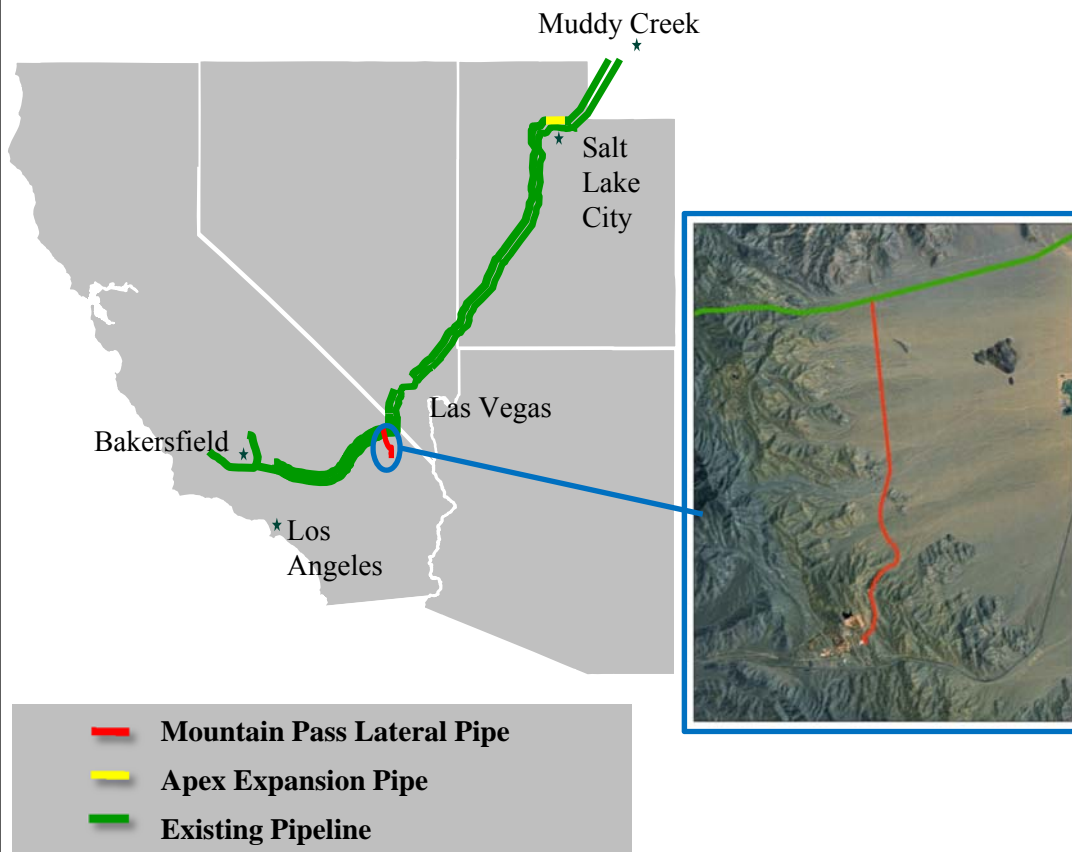 Muddy Creek
Salt
Lake
City
Las Vegas
Bakersfield
Los
Angeles
Mountain Pass Lateral Pipe
Apex Expansion Pipe
Existing Pipeline